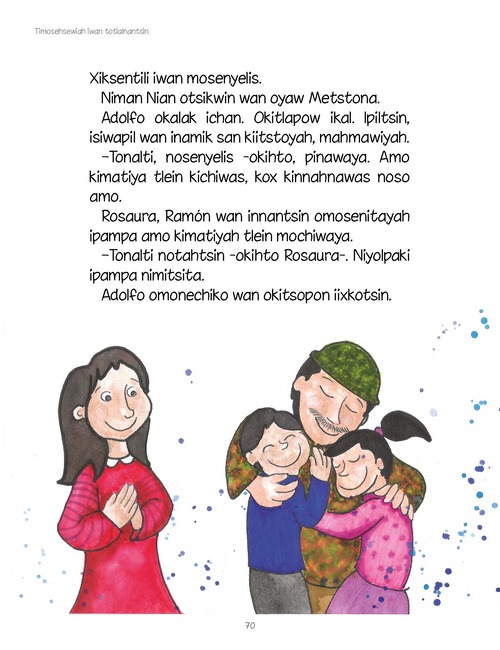 Timosehsewiah iwan totlalnantsin
Xiksentili iwan mosenyelis.
Niman Nian otsikwin wan oyaw Metstona.
Adolfo okalak ichan. Okitlapow ikal. Ipiltsin,
isiwapil wan inamik san kiitstoyah, mahmawiyah.
–Tonalti, nosenyelis -okihto, pinawaya. Amo
kimatiya tlein kichiwas, kox kinnahnawas noso
amo.
Rosaura, Ramón wan innantsin omosenitayah
ipampa amo kimatiyah tlein mochiwaya.
–Tonalti notahtsin -okihto Rosaura-. Niyolpaki
ipampa nimitsita.
Adolfo omonechiko wan okitsopon iixkotsin.
70